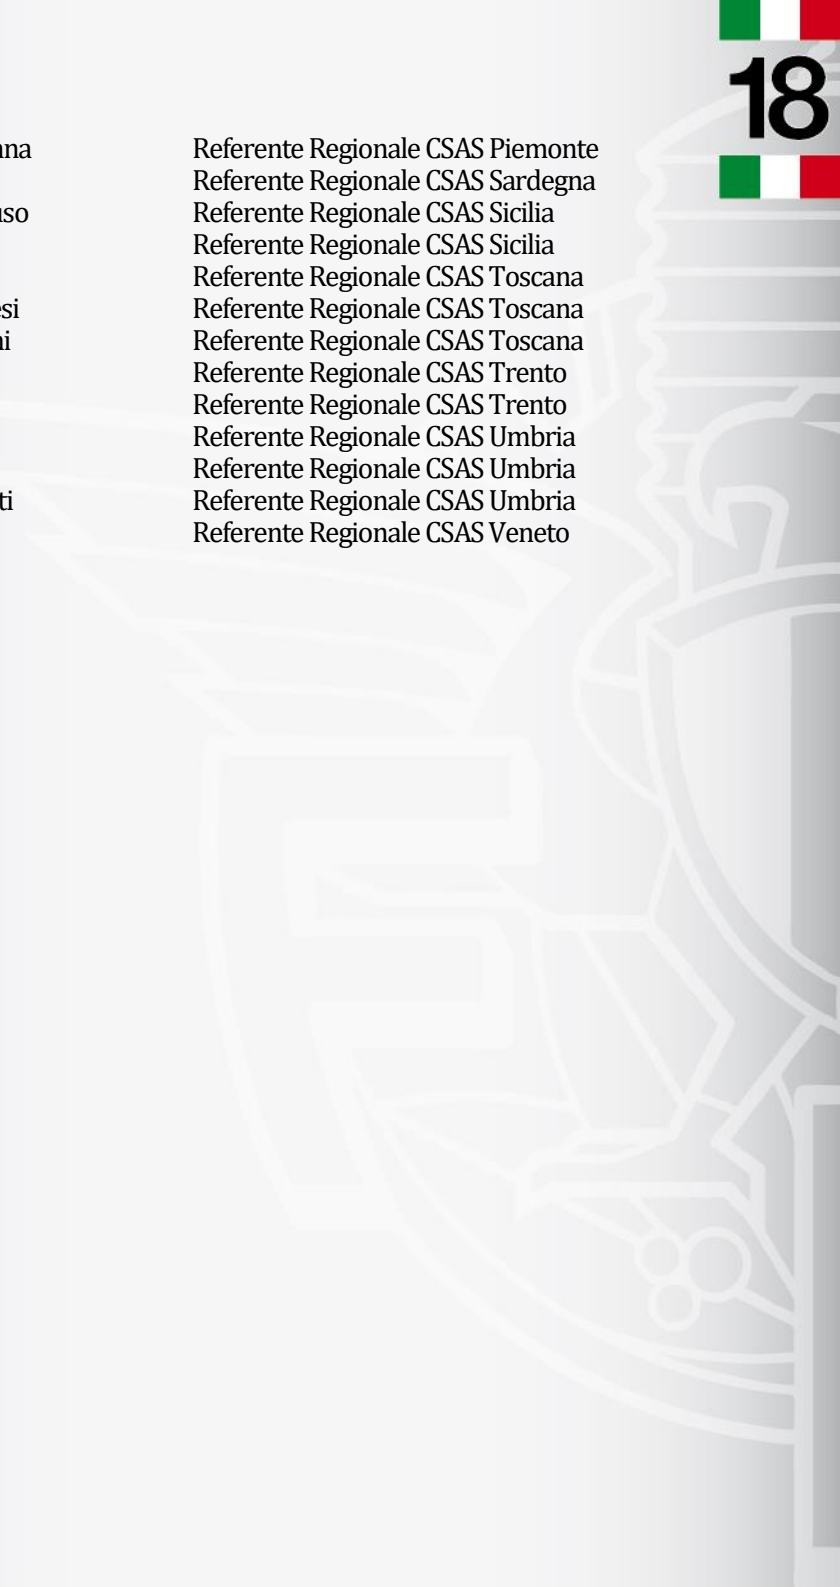 18
Referente Regionale CSAS Piemonte
Referente Regionale CSAS Sardegna
Referente Regionale CSAS Sicilia
Referente Regionale CSAS Sicilia
Referente Regionale CSAS Toscana
Referente Regionale CSAS Toscana
Referente Regionale CSAS Toscana
Referente Regionale CSAS Trento
Referente Regionale CSAS Trento
Referente Regionale CSAS Umbria
Referente Regionale CSAS Umbria
Referente Regionale CSAS Umbria
Referente Regionale CSAS Veneto